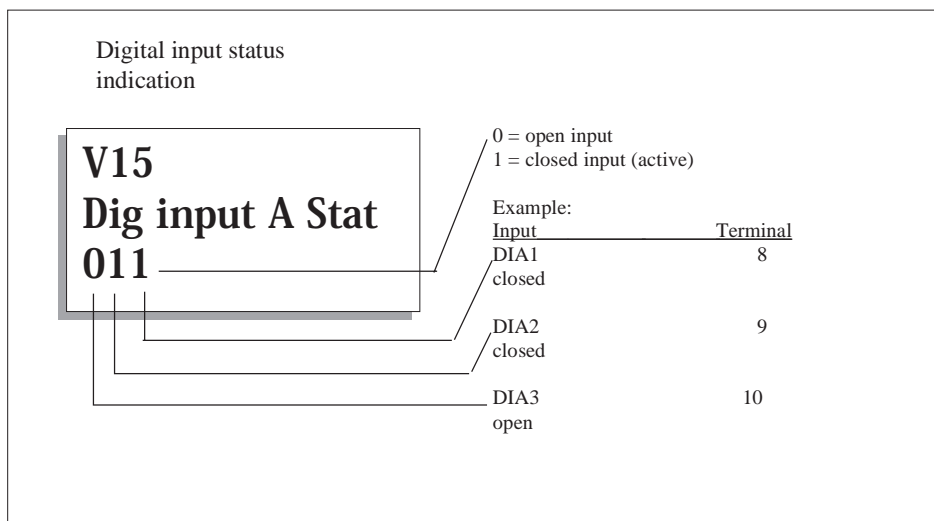 Digital input status
indication
V15
Dig input A Stat
011
0 = open input
1 = closed input (active)
Example:
Input Terminal
DIA1 8
closed
DIA2 9
closed
DIA3 10
open